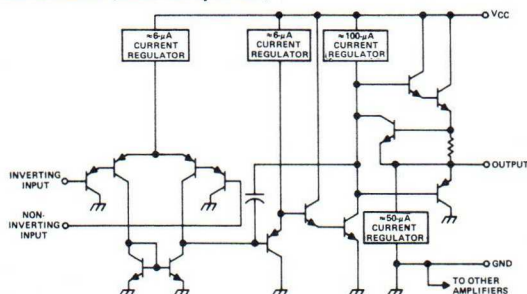 VCC
≈6-μA
CURRENT
REGULATOR
≈6-μA
CURRENT
REGULATOR
≈100-μA
CURRENT
REGULATOR
INVERTING
INPUT
NON-
INVERTING
INPUT
OUTPUT
≈50-μA
CURRENT
REGULATOR
GND
TO OTHER
AMPLIFIERS